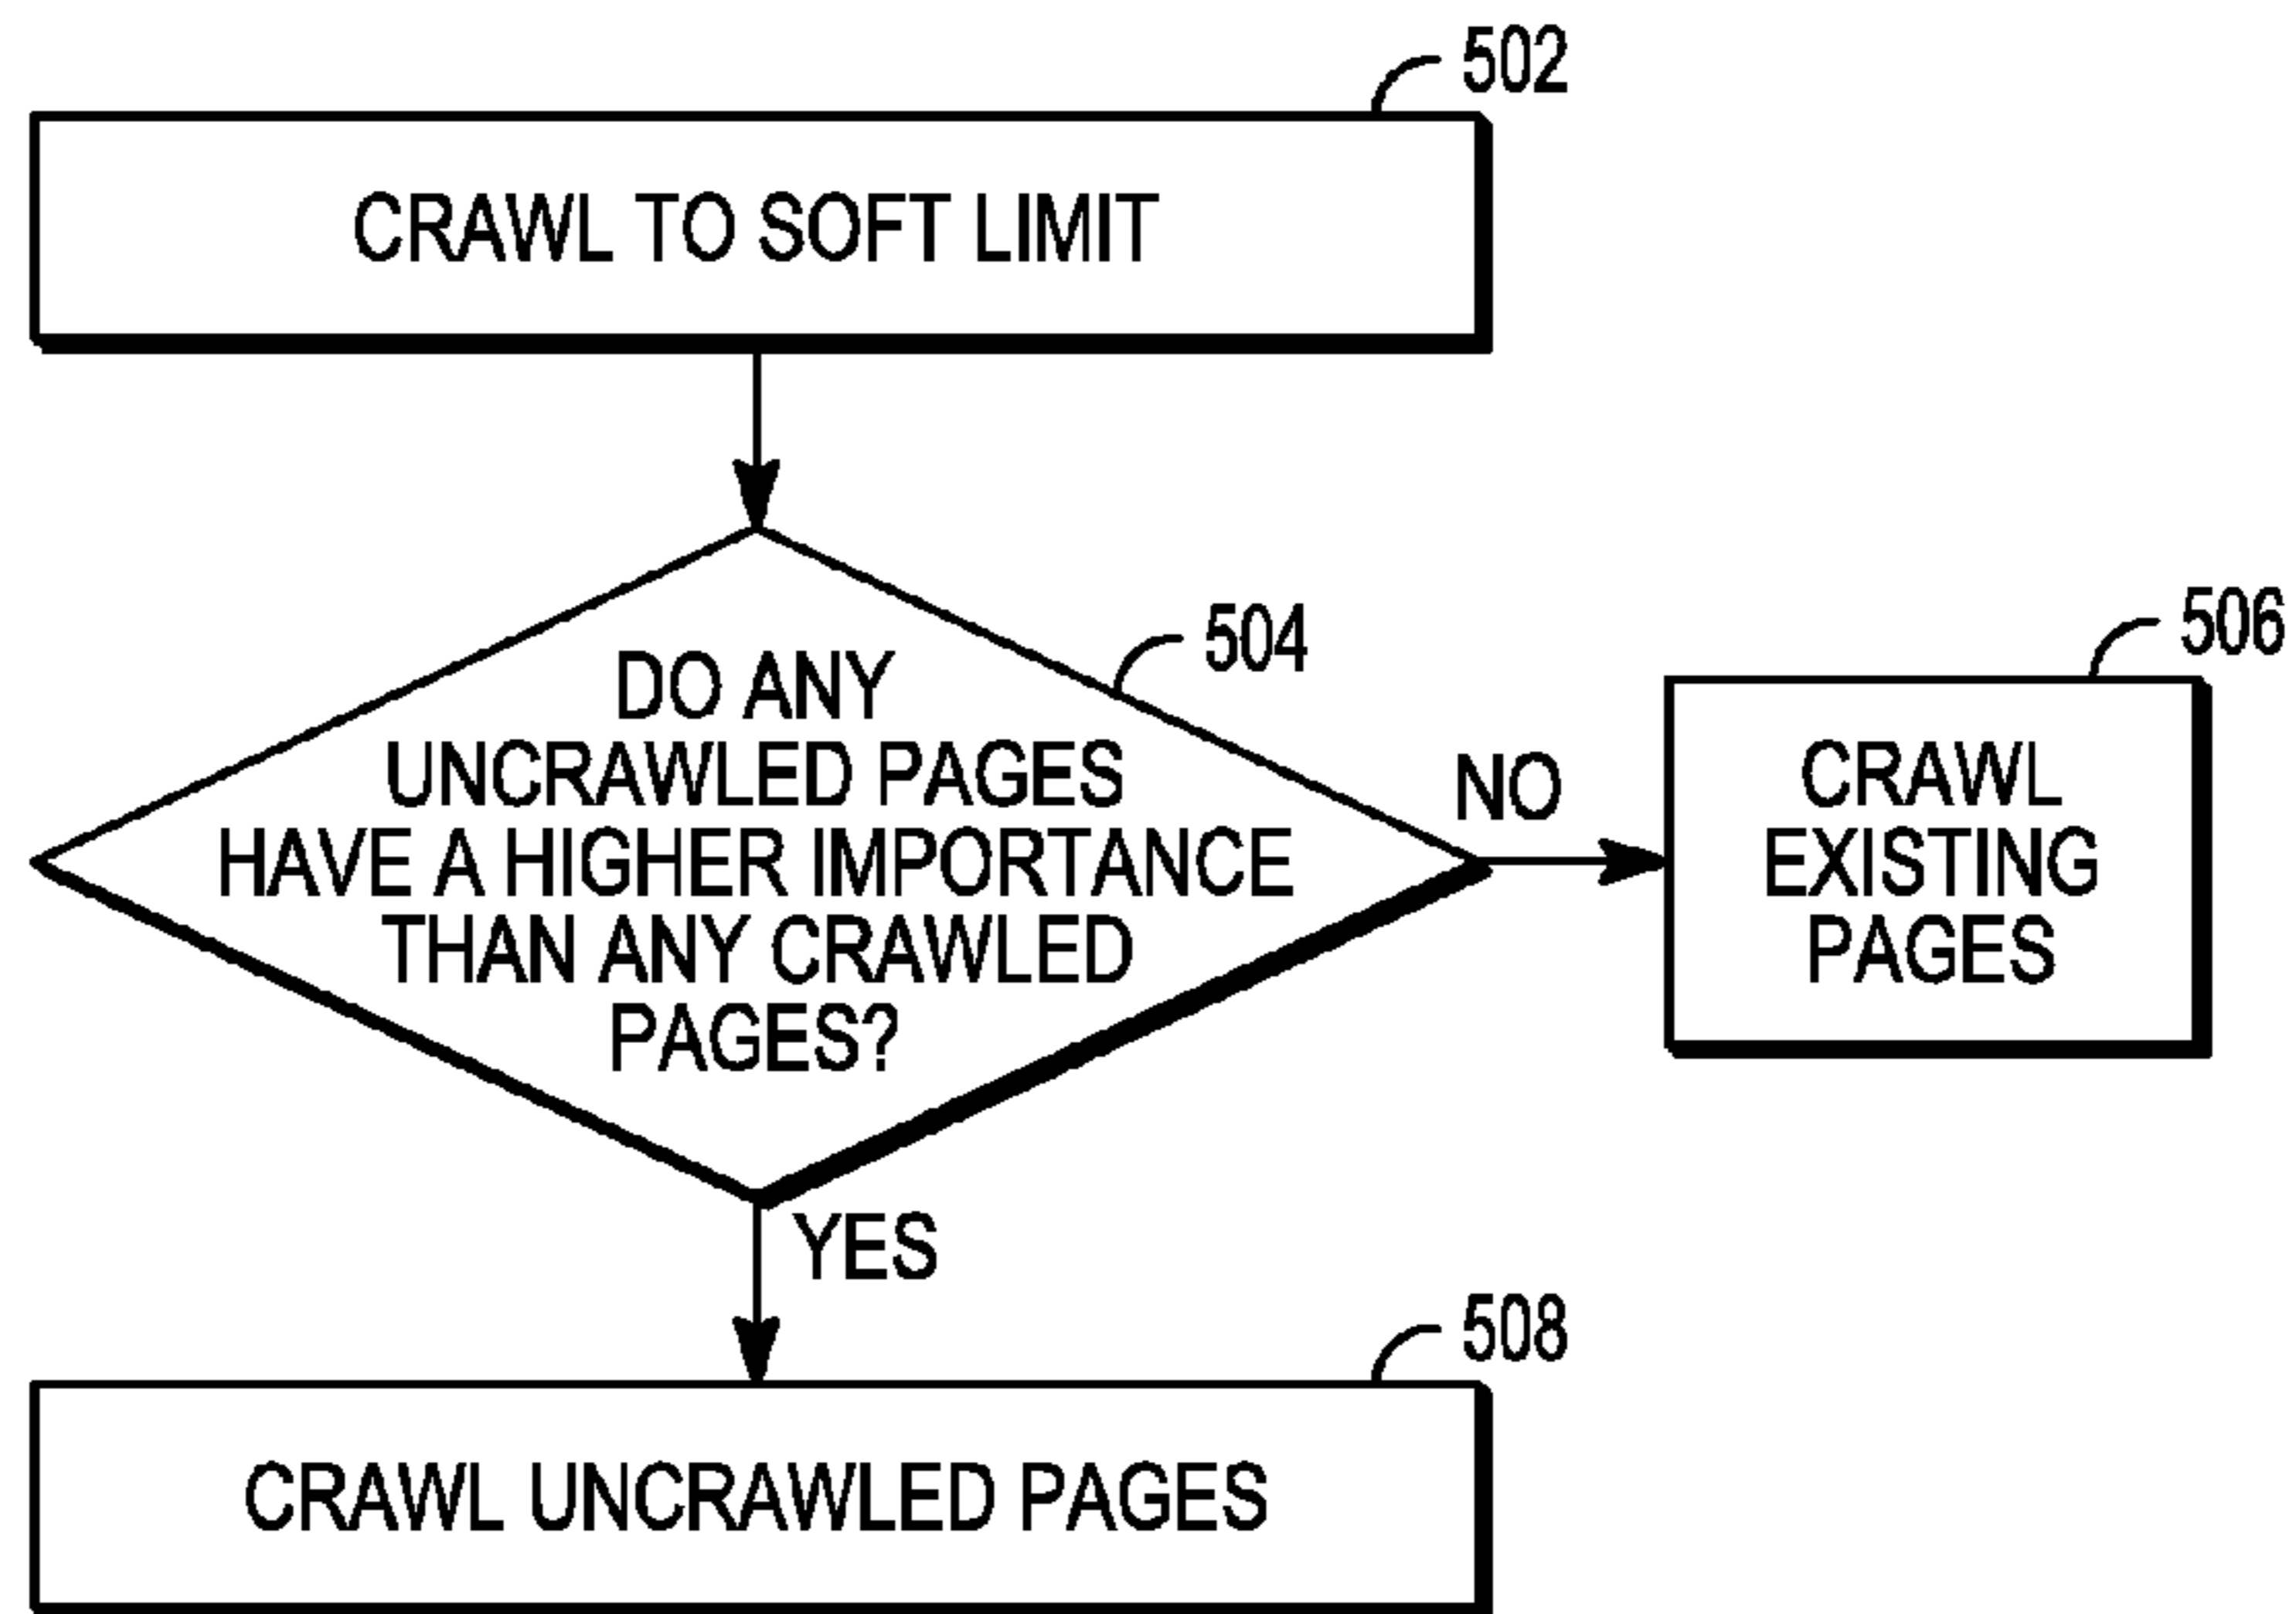 502
CRAWL TO SOFT LIMIT
504
DO ANY
UNCRAWLED PAGES
HAVE A HIGHER IMPORTANCE
THAN ANY CRAWLED
PAGES?
NO
506
CRAWL
EXISTING
PAGES
YES
508
CRAWL UNCRAWLED PAGES